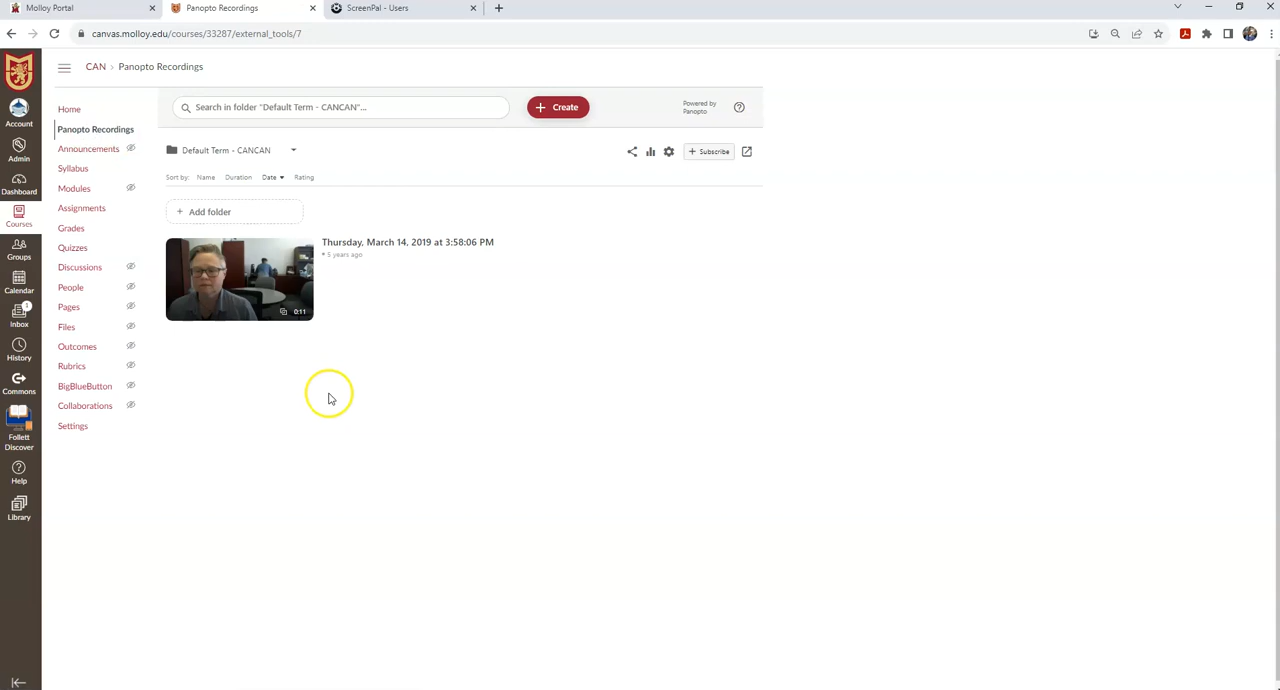 Molloy Portal
Panopto Recordings
ScreenPal - Users
canvas.molloy.edu/courses/33287/external_tools/7
CAN > Panopto Recordings
Account
Admin
Dashboard
Courses
Groups
Calendar
1
Inbox
History
Commons
Follett
Discover
Help
Library
Home
Panopto Recordings
Announcements
Syllabus
Modules
Assignments
Grades
Quizzes
Discussions
People
Pages
Files
Outcomes
Rubrics
BigBlueButton
Collaborations
Settings
Search in folder "Default Term - CANCAN"...
+ Create
Powered by
Panopto
Default Term - CANCAN
+ Subscribe
Sort by: Name Duration Date Rating
+ Add folder
0:11
Thursday, March 14, 2019 at 3:58:06 PM
• 5 years ago